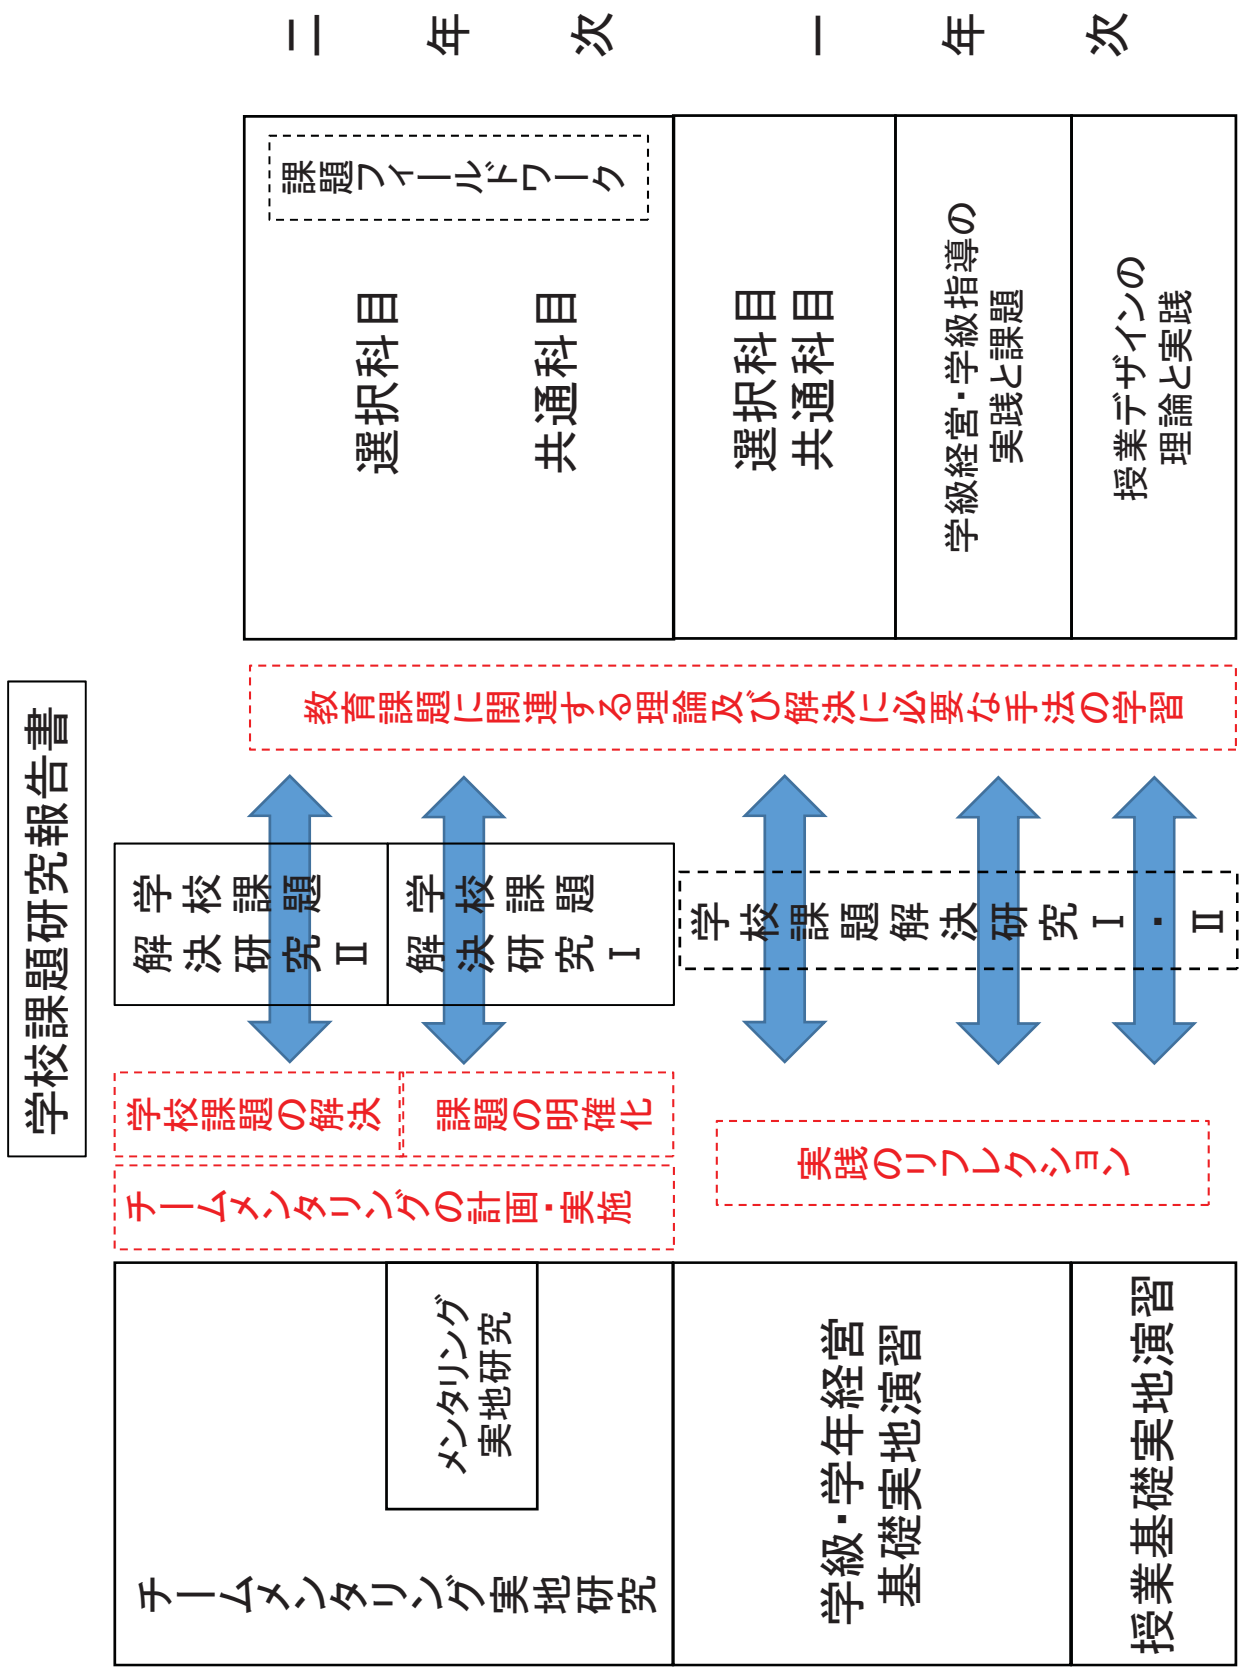 学校課題研究報告書
チームメンタリング実地研究
メンタリング
実地研究
チームメンタリングの計画・実施
学校課題の解決
課題の明確化
学校課題
解決研究Ⅱ
学校課題
解決研究Ⅰ
選択科目
共通科目
課題フィールドワーク
二年次
学級・学年経営
基礎実地演習
授業基礎実地演習
実践のリフレクション
学校課題解決研究Ⅰ・Ⅱ
教育課題に関連する理論及び解決に必要な手法の学習
選択科目
共通科目
学級経営・学級指導の
実践と課題
授業デザインの
理論と実践
一年次